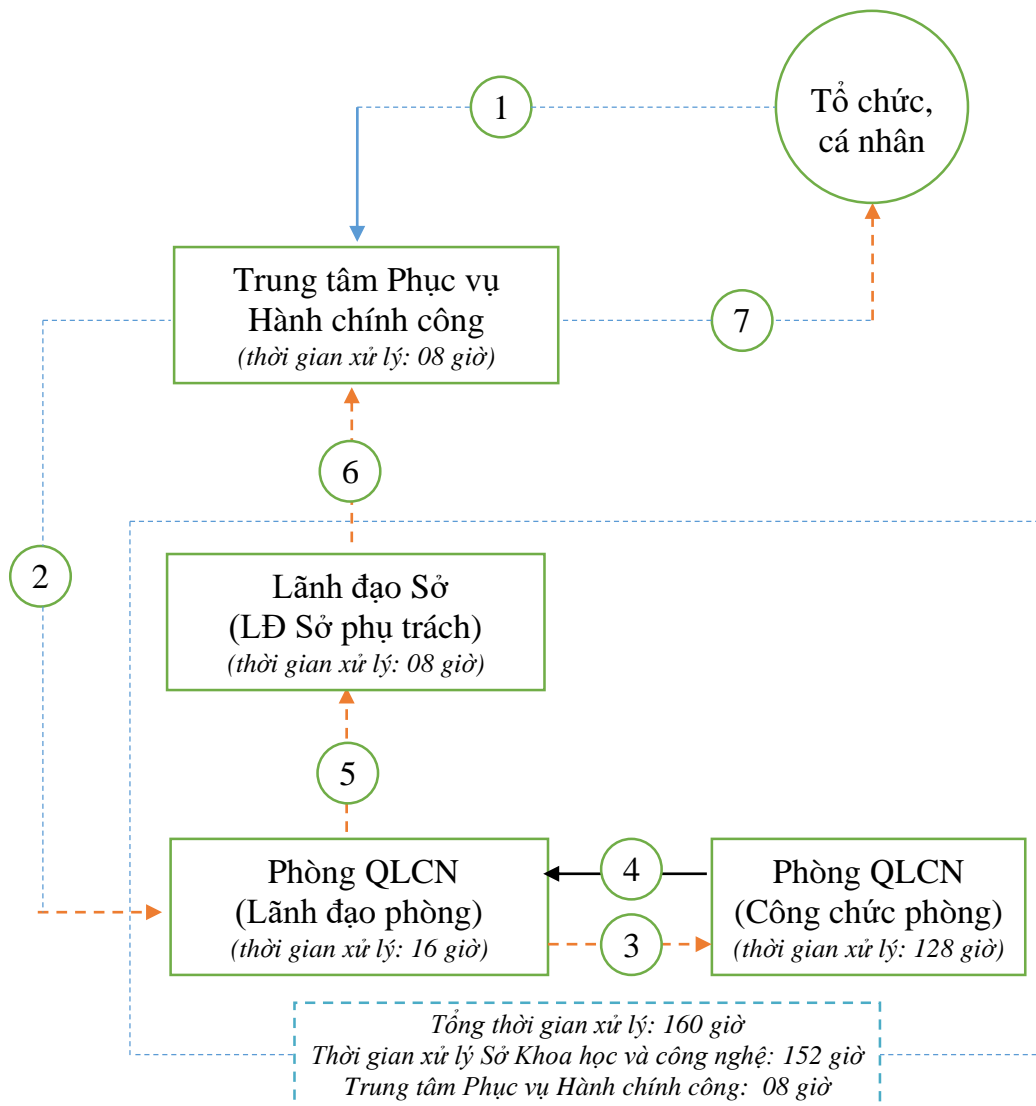 1
Tổ chức,
cá nhân
Trung tâm Phục vụ
Hành chính công
(thời gian xử lý: 08 giờ)
7
6
2
Lãnh đạo Sở
(LĐ Sở phụ trách)
(thời gian xử lý: 08 giờ)
5
Phòng QLCN
(Lãnh đạo phòng)
(thời gian xử lý: 16 giờ)
4
3
Phòng QLCN
(Công chức phòng)
(thời gian xử lý: 128 giờ)
Tổng thời gian xử lý: 160 giờ
Thời gian xử lý Sở Khoa học và công nghệ: 152 giờ
Trung tâm Phục vụ Hành chính công: 08 giờ